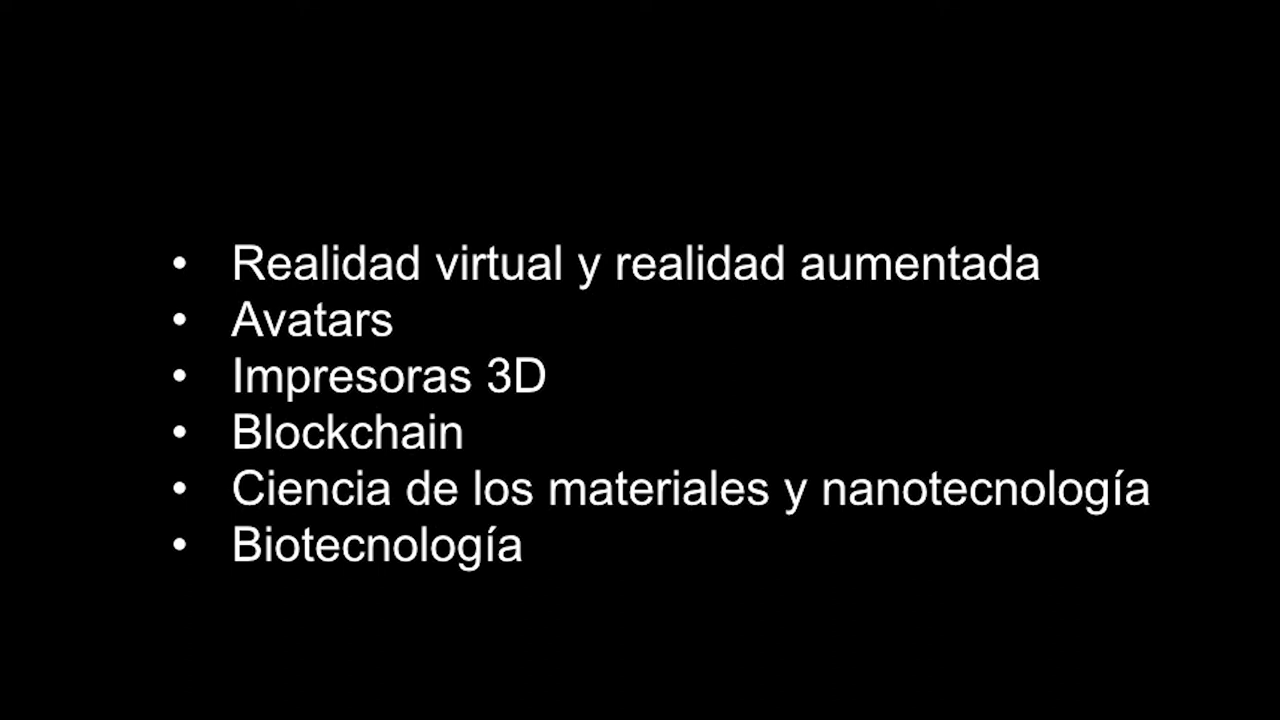 • Realidad virtual y realidad aumentada
• Avatars
• Impresoras 3D
• Blockchain
• Ciencia de los materiales y nanotecnología
• Biotecnología